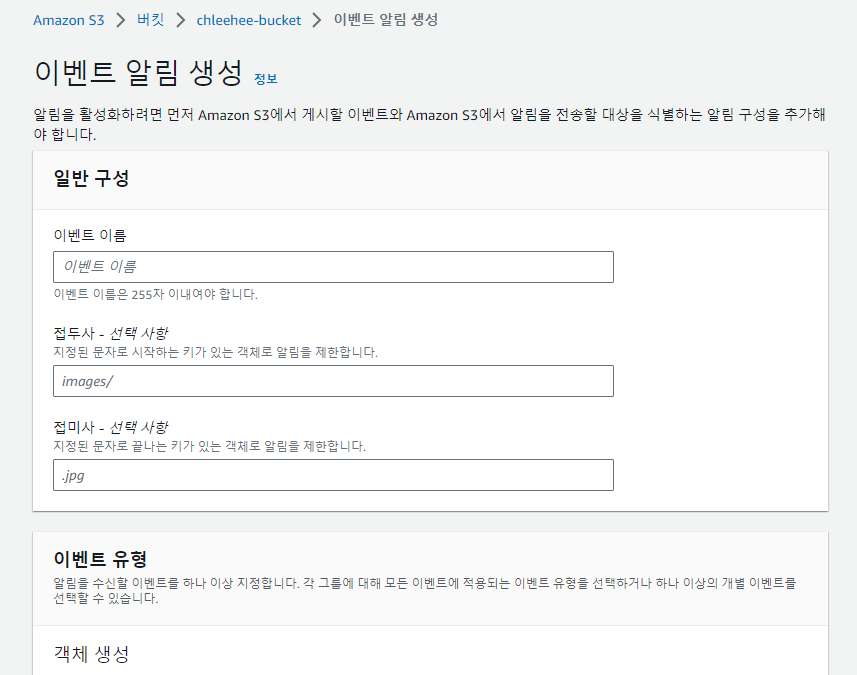 Amazon S3 > 버킷 > chleehee-bucket > 이벤트 알림 생성
이벤트 알림 생성 정보
알림을 활성화하려면 먼저 Amazon S3에서 게시할 이벤트와 Amazon S3에서 알림을 전송할 대상을 식별하는 알림 구성을 추가해
야 합니다.
일반 구성
이벤트 이름
이벤트 이름
이벤트 이름은 255자 이내여야 합니다.
접두사 - 선택 사항
지정된 문자로 시작하는 키가 있는 객체로 알림을 제한합니다.
images/
접미사 - 선택 사항
지정된 문자로 끝나는 키가 있는 객체로 알림을 제한합니다.
.jpg
이벤트 유형
알림을 수신할 이벤트를 하나 이상 지정합니다. 각 그룹에 대해 모든 이벤트에 적용되는 이벤트 유형을 선택하거나 하나 이상의 개별 이벤트를
선택할 수 있습니다.
객체 생성